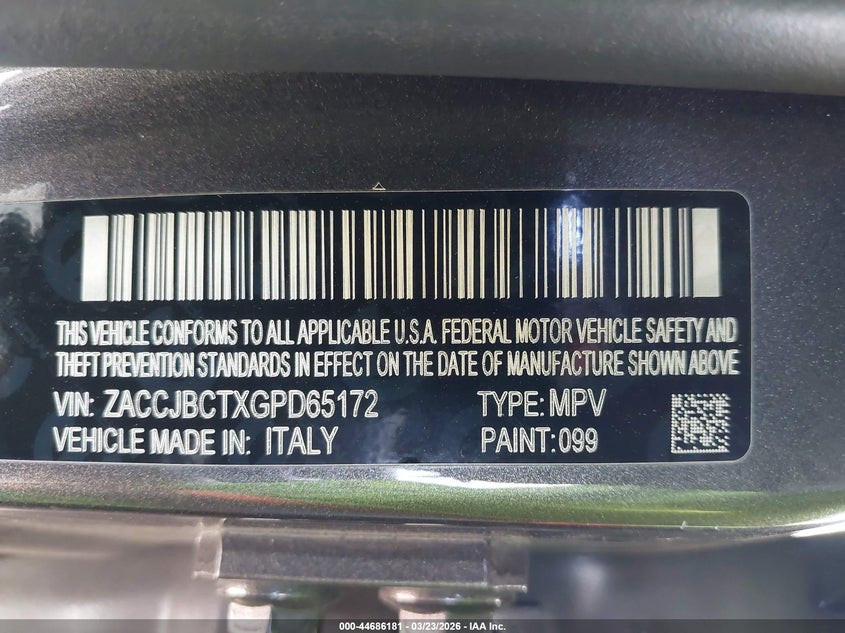 THIS VEHICLE CONFORMS TO ALL APPLICABLE U.S.A. FEDERAL MOTOR VEHICLE SAFETY AND
THEFT PREVENTION STANDARDS IN EFFECT ON THE DATE OF MANUFACTURE SHOWN ABOVE
VIN: ZACCJBCTXGPD65172 TYPE: MPV
VEHICLE MADE IN: ITALY PAINT: 099
000-44686181 - 03/23/2026 - IAA Inc.